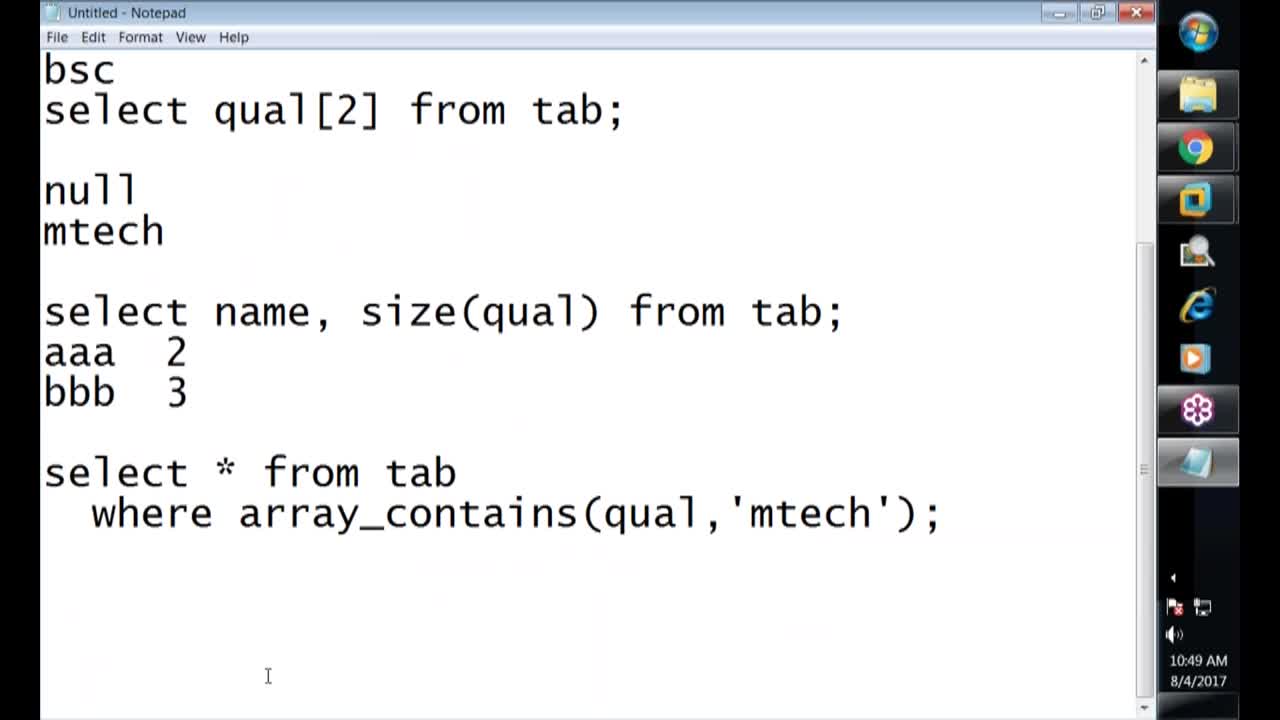 Untitled - Notepad
File Edit Format View Help
bsc
select qual[2] from tab;
null
mtech
select name, size(qual) from tab;
aaa 2
bbb 3
select * from tab
where array_contains(qual,'mtech');
10:49 AM
8/4/2017